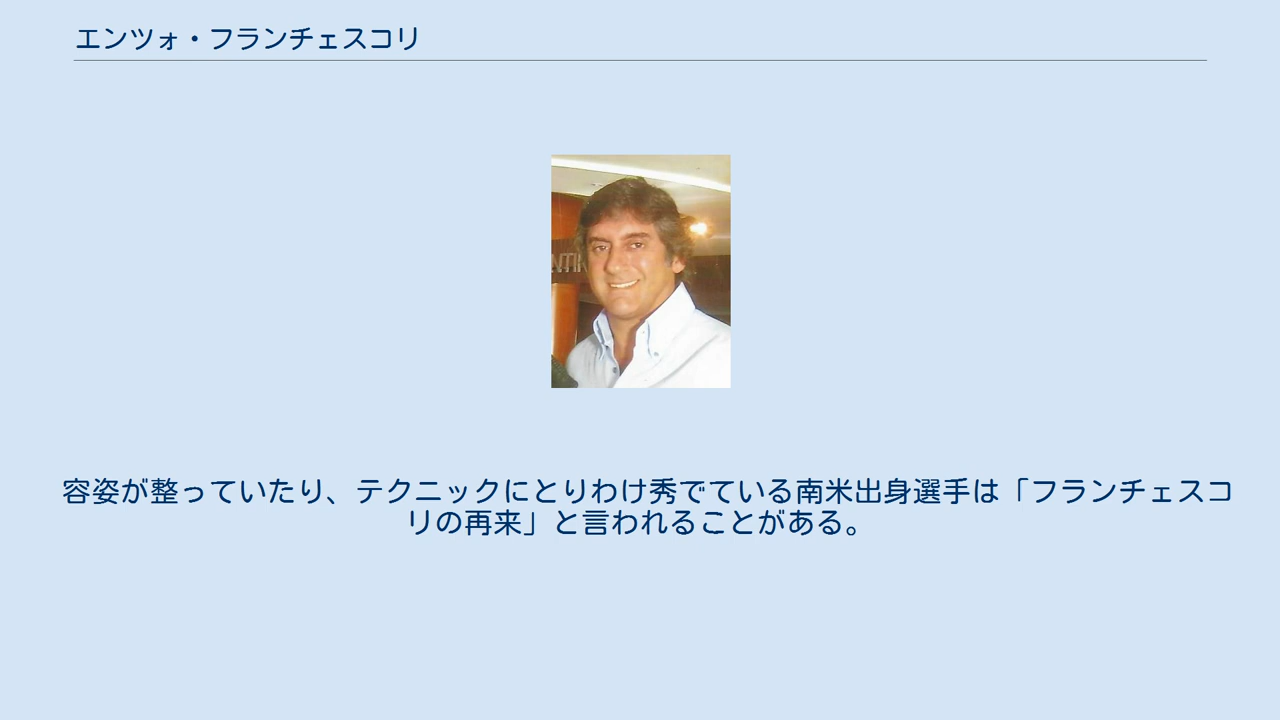 エンツォ・フランチェスコリ
容姿が整っていたり、テクニックにとりわけ秀でている南米出身選手は「フランチェスコ
リの再来」と言われることがある。